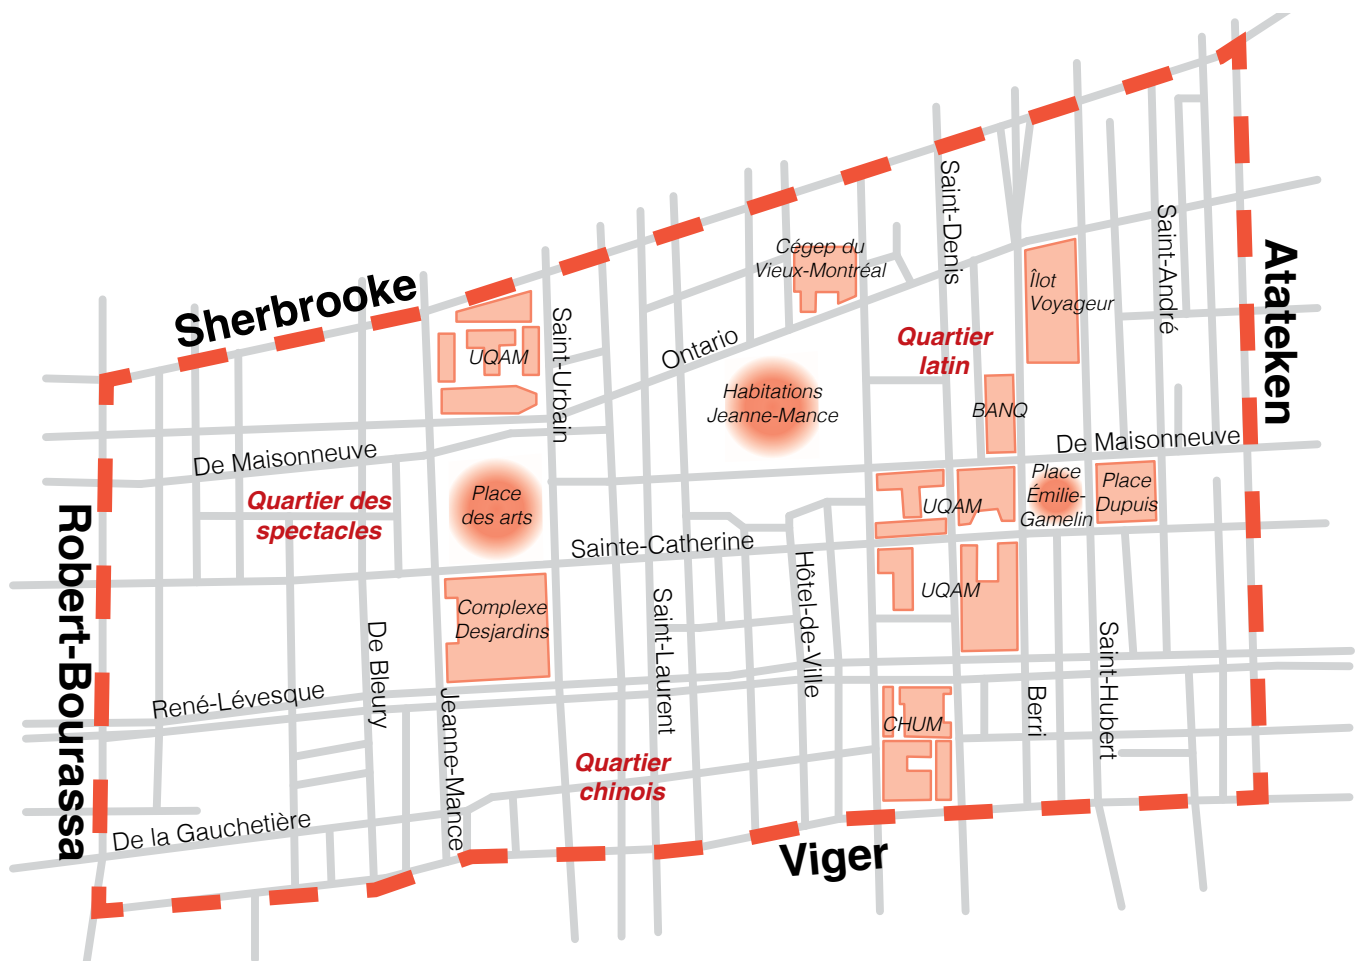 Sherbrooke
Saint-Denis
Saint-André
Atateken
Cégep du
Vieux-Montréal
Îlot
Voyageur
UQAM
Saint-Urbain
Ontario
Quartier
latin
Habitations
Jeanne-Mance
BANQ
De Maisonneuve
De Maisonneuve
Quartier des
spectacles
Place
des arts
UQAM
Place
Émilie-
Gamelin
Place
Dupuis
Robert-Bourassa
Sainte-Catherine
Hôtel-de-Ville
UQAM
Complexe
Desjardins
De Bleury
Saint-Laurent
Saint-Hubert
René-Lévesque
Jeanne-Mance
Berri
CHUM
Quartier
chinois
De la Gauchetière
Viger